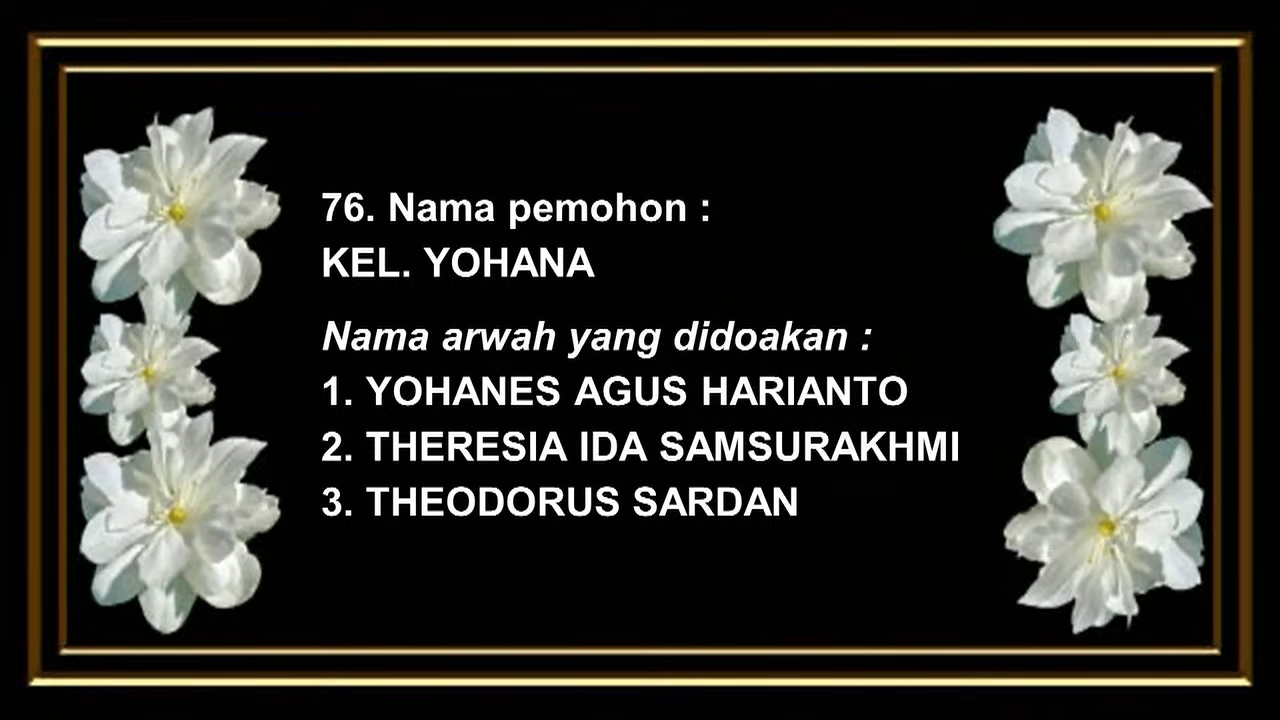 76. Nama pemohon :
KEL. YOHANA
Nama arwah yang didoakan :
1. YOHANES AGUS HARIANTO
2. THERESIA IDA SAMSURAKHMI
3. THEODORUS SARDAN